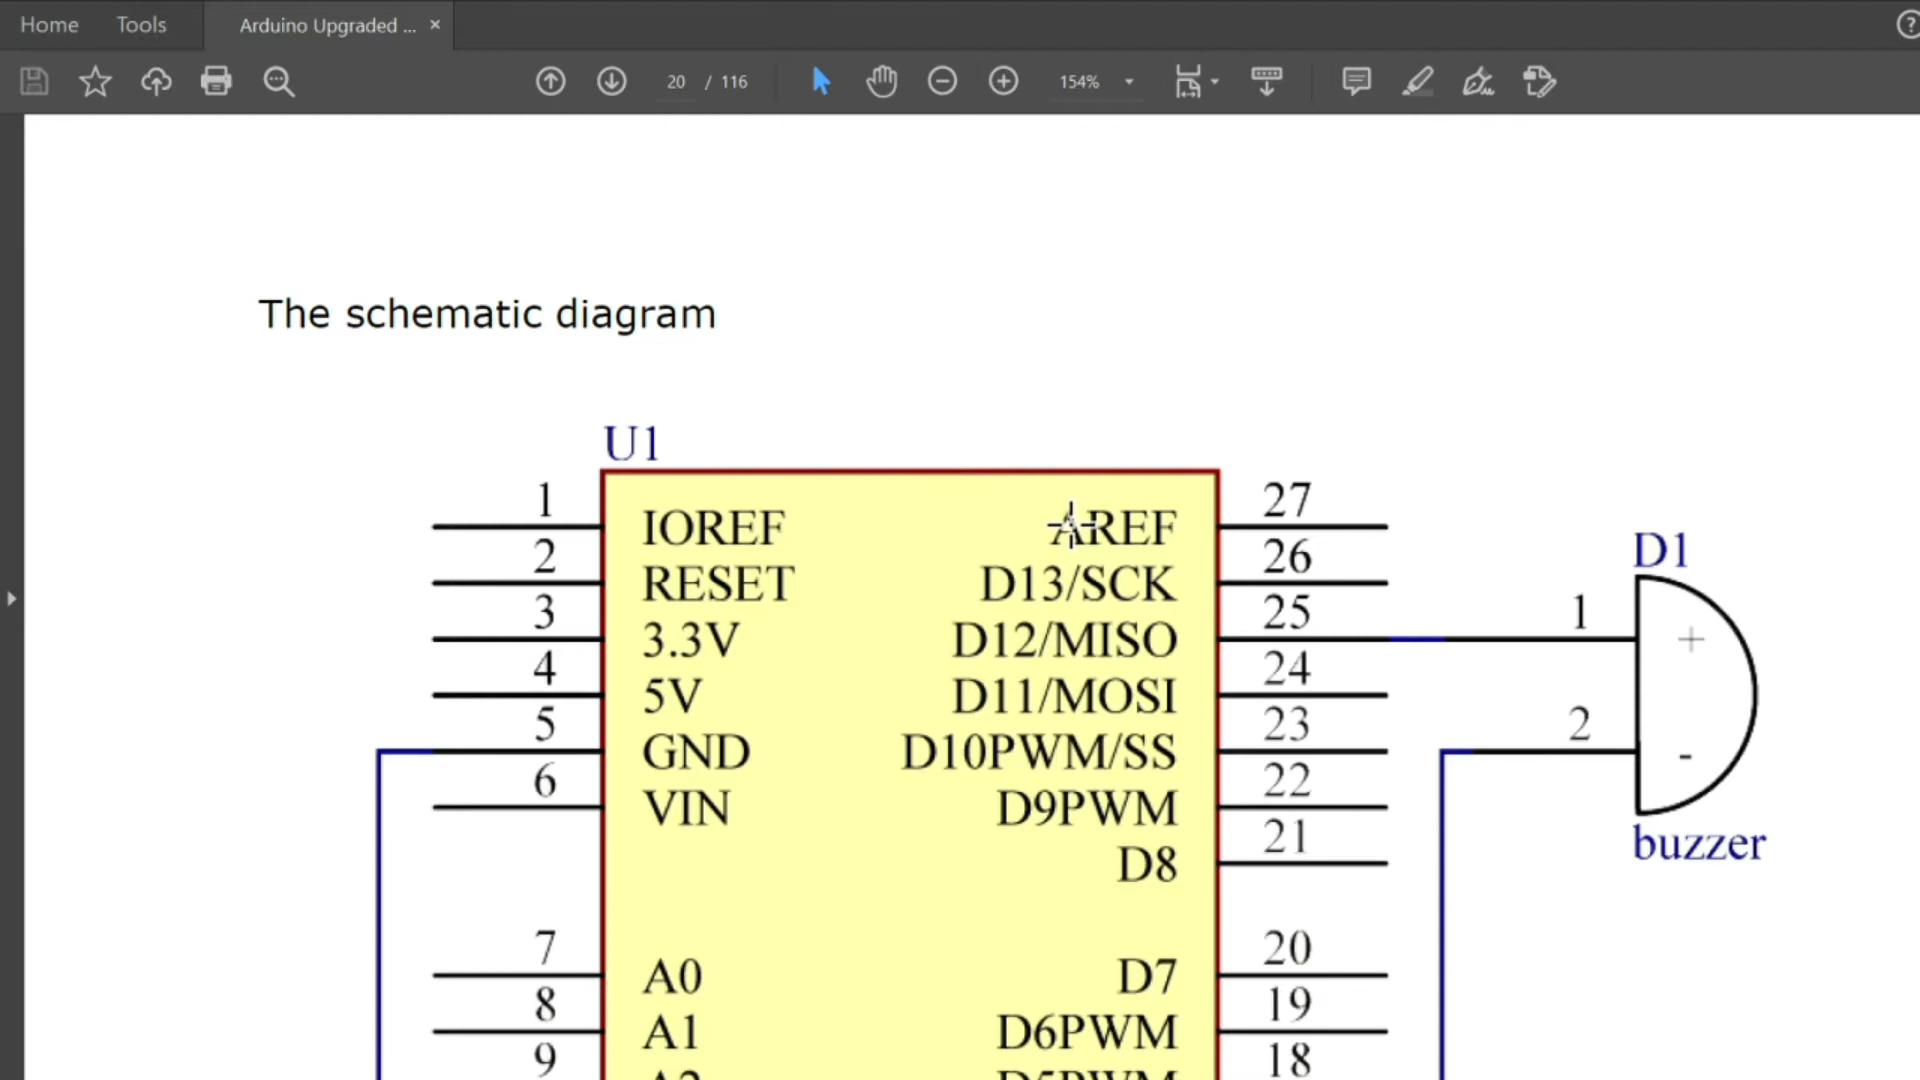 Home Tools Arduino Upgraded ... ×
20 / 116 154%
The schematic diagram
U1
1 IOREF AREF 27
2 RESET D13/SCK 26
3 3.3V D12/MISO 25
4 5V D11/MOSI 24
5 GND D10PWM/SS 23
6 VIN D9PWM 22
D8 21
7 A0 D7 20
8 A1 D6PWM 19
9 A2 D5PWM 18
D1
1 +
2 -
buzzer